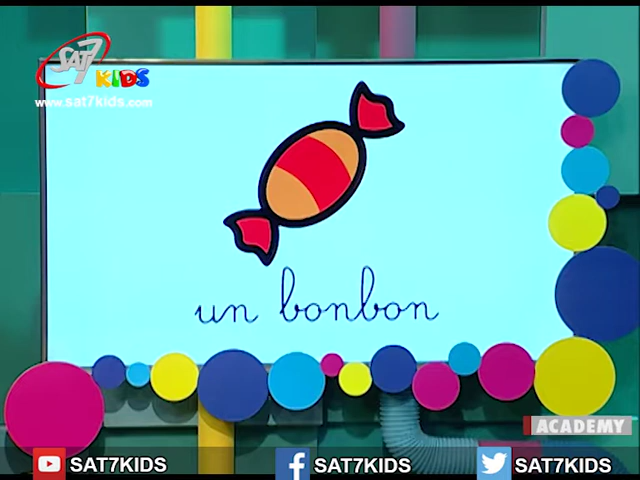 SAT7
KIDS
www.sat7kids.com
un bonbon
ACADEMY
SAT7KIDS
SAT7KIDS
SAT7KIDS